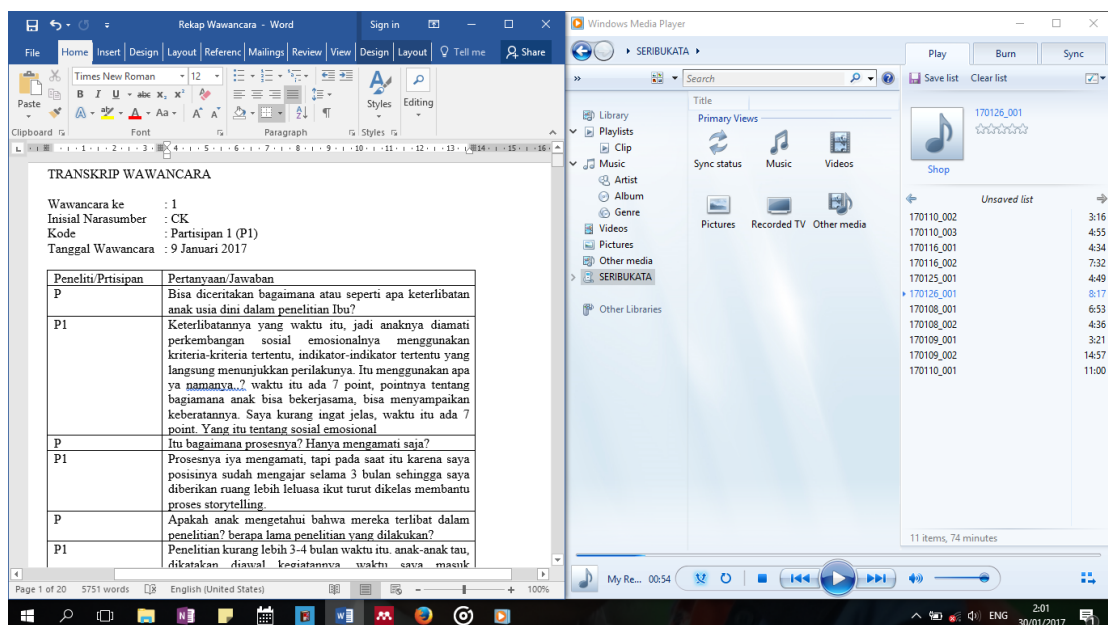 Rekap Wawancara - Word
Sign in
File Home Insert Design Layout Referenc Mailings Review View Design Layout Tell me Share
Paste
Times New Roman 12
B I U abc x₂ x²
Styles
Editing
Clipboard Font Paragraph Styles
TRANSKRIP WAWANCARA
Wawancara ke : 1
Inisial Narasumber : CK
Kode : Partisipan 1 (P1)
Tanggal Wawancara : 9 Januari 2017
Peneliti/Prtisipan Pertanyaan/Jawaban
P Bisa diceritakan bagaimana atau seperti apa keterlibatan
anak usia dini dalam penelitian Ibu?
P1 Keterlibatannya yang waktu itu, jadi anaknya diamati
perkembangan sosial emosionalnya menggunakan
kriteria-kriteria tertentu, indikator-indikator tertentu yang
langsung menunjukkan perilakunya. Itu menggunakan apa
ya namanya..? waktu itu ada 7 point, pointnya tentang
bagiamana anak bisa bekerjasama, bisa menyampaikan
keberatannya. Saya kurang ingat jelas, waktu itu ada 7
point. Yang itu tentang sosial emosional
P Itu bagaimana prosesnya? Hanya mengamati saja?
P1 Prosesnya iya mengamati, tapi pada saat itu karena saya
posisinya sudah mengajar selama 3 bulan sehingga saya
diberikan ruang lebih leluasa ikut turut dikelas membantu
proses storytelling.
P Apakah anak mengetahui bahwa mereka terlibat dalam
penelitian? berapa lama penelitian yang dilakukan?
P1 Penelitian kurang lebih 3-4 bulan waktu itu. anak-anak tau,
dikatakan diawal kegiatannya, waktu saya masuk
Page 1 of 20 5751 words English (United States) 100%
Windows Media Player
SERIBUKATA
Play Burn Sync
Search
Save list Clear list
Library
Playlists
Clip
Music
Artist
Album
Genre
Videos
Pictures
Other media
SERIBUKATA
Other Libraries
Title
Primary Views
Sync status Music Videos
Pictures Recorded TV Other media
170126_001
Shop
Unsaved list
170110_002 3:16
170110_003 4:55
170116_001 4:34
170116_002 7:32
170125_001 4:49
170126_001 8:17
170108_001 6:53
170108_002 4:36
170109_001 3:21
170109_002 14:57
170110_001 11:00
11 items, 74 minutes
My Re... 00:54
ENG
2:01
30/01/2017